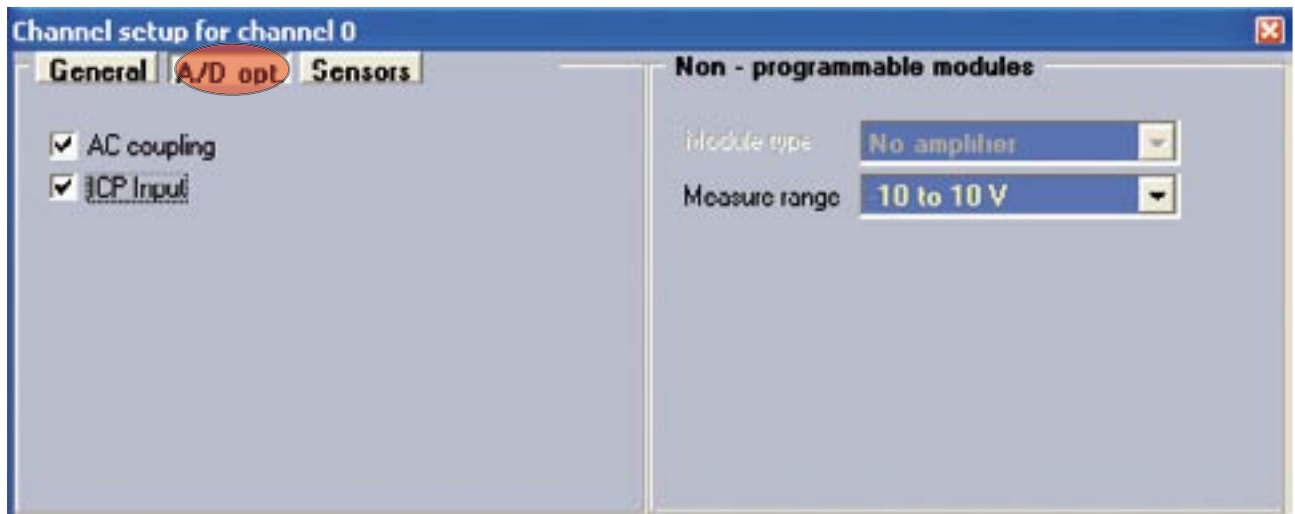 Channel setup for channel 0
General A/D opt. Sensors
AC coupling
ICP Input
Non - programmable modules
Module type No amplifier
Measure range 10 to 10 V